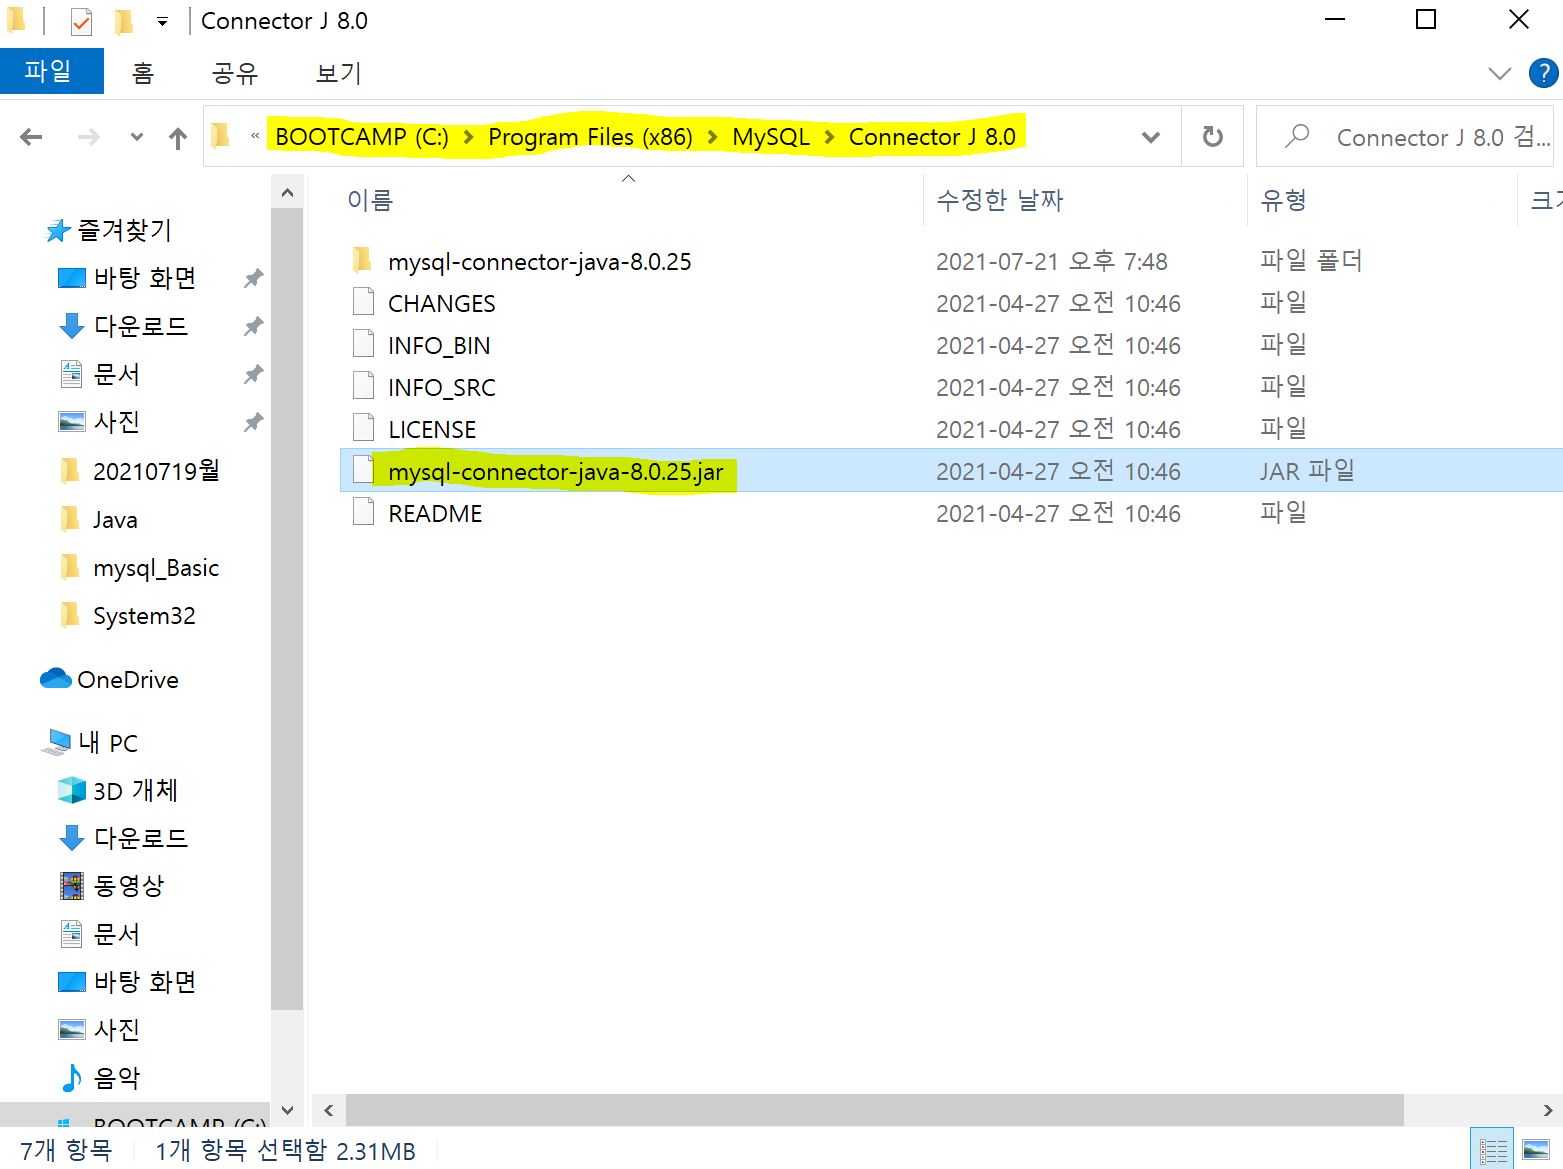 Connector J 8.0
파일 홈 공유 보기
« BOOTCAMP (C:) > Program Files (x86) > MySQL > Connector J 8.0
Connector J 8.0 검...
이름 수정한 날짜 유형
즐겨찾기
바탕 화면
다운로드
문서
사진
20210719월
Java
mysql_Basic
System32
OneDrive
내 PC
3D 개체
다운로드
동영상
문서
바탕 화면
사진
음악
BOOTCAMP (C:)
mysql-connector-java-8.0.25 2021-07-21 오후 7:48 파일 폴더
CHANGES 2021-04-27 오전 10:46 파일
INFO_BIN 2021-04-27 오전 10:46 파일
INFO_SRC 2021-04-27 오전 10:46 파일
LICENSE 2021-04-27 오전 10:46 파일
mysql-connector-java-8.0.25.jar 2021-04-27 오전 10:46 JAR 파일
README 2021-04-27 오전 10:46 파일
7개 항목 1개 항목 선택함 2.31MB